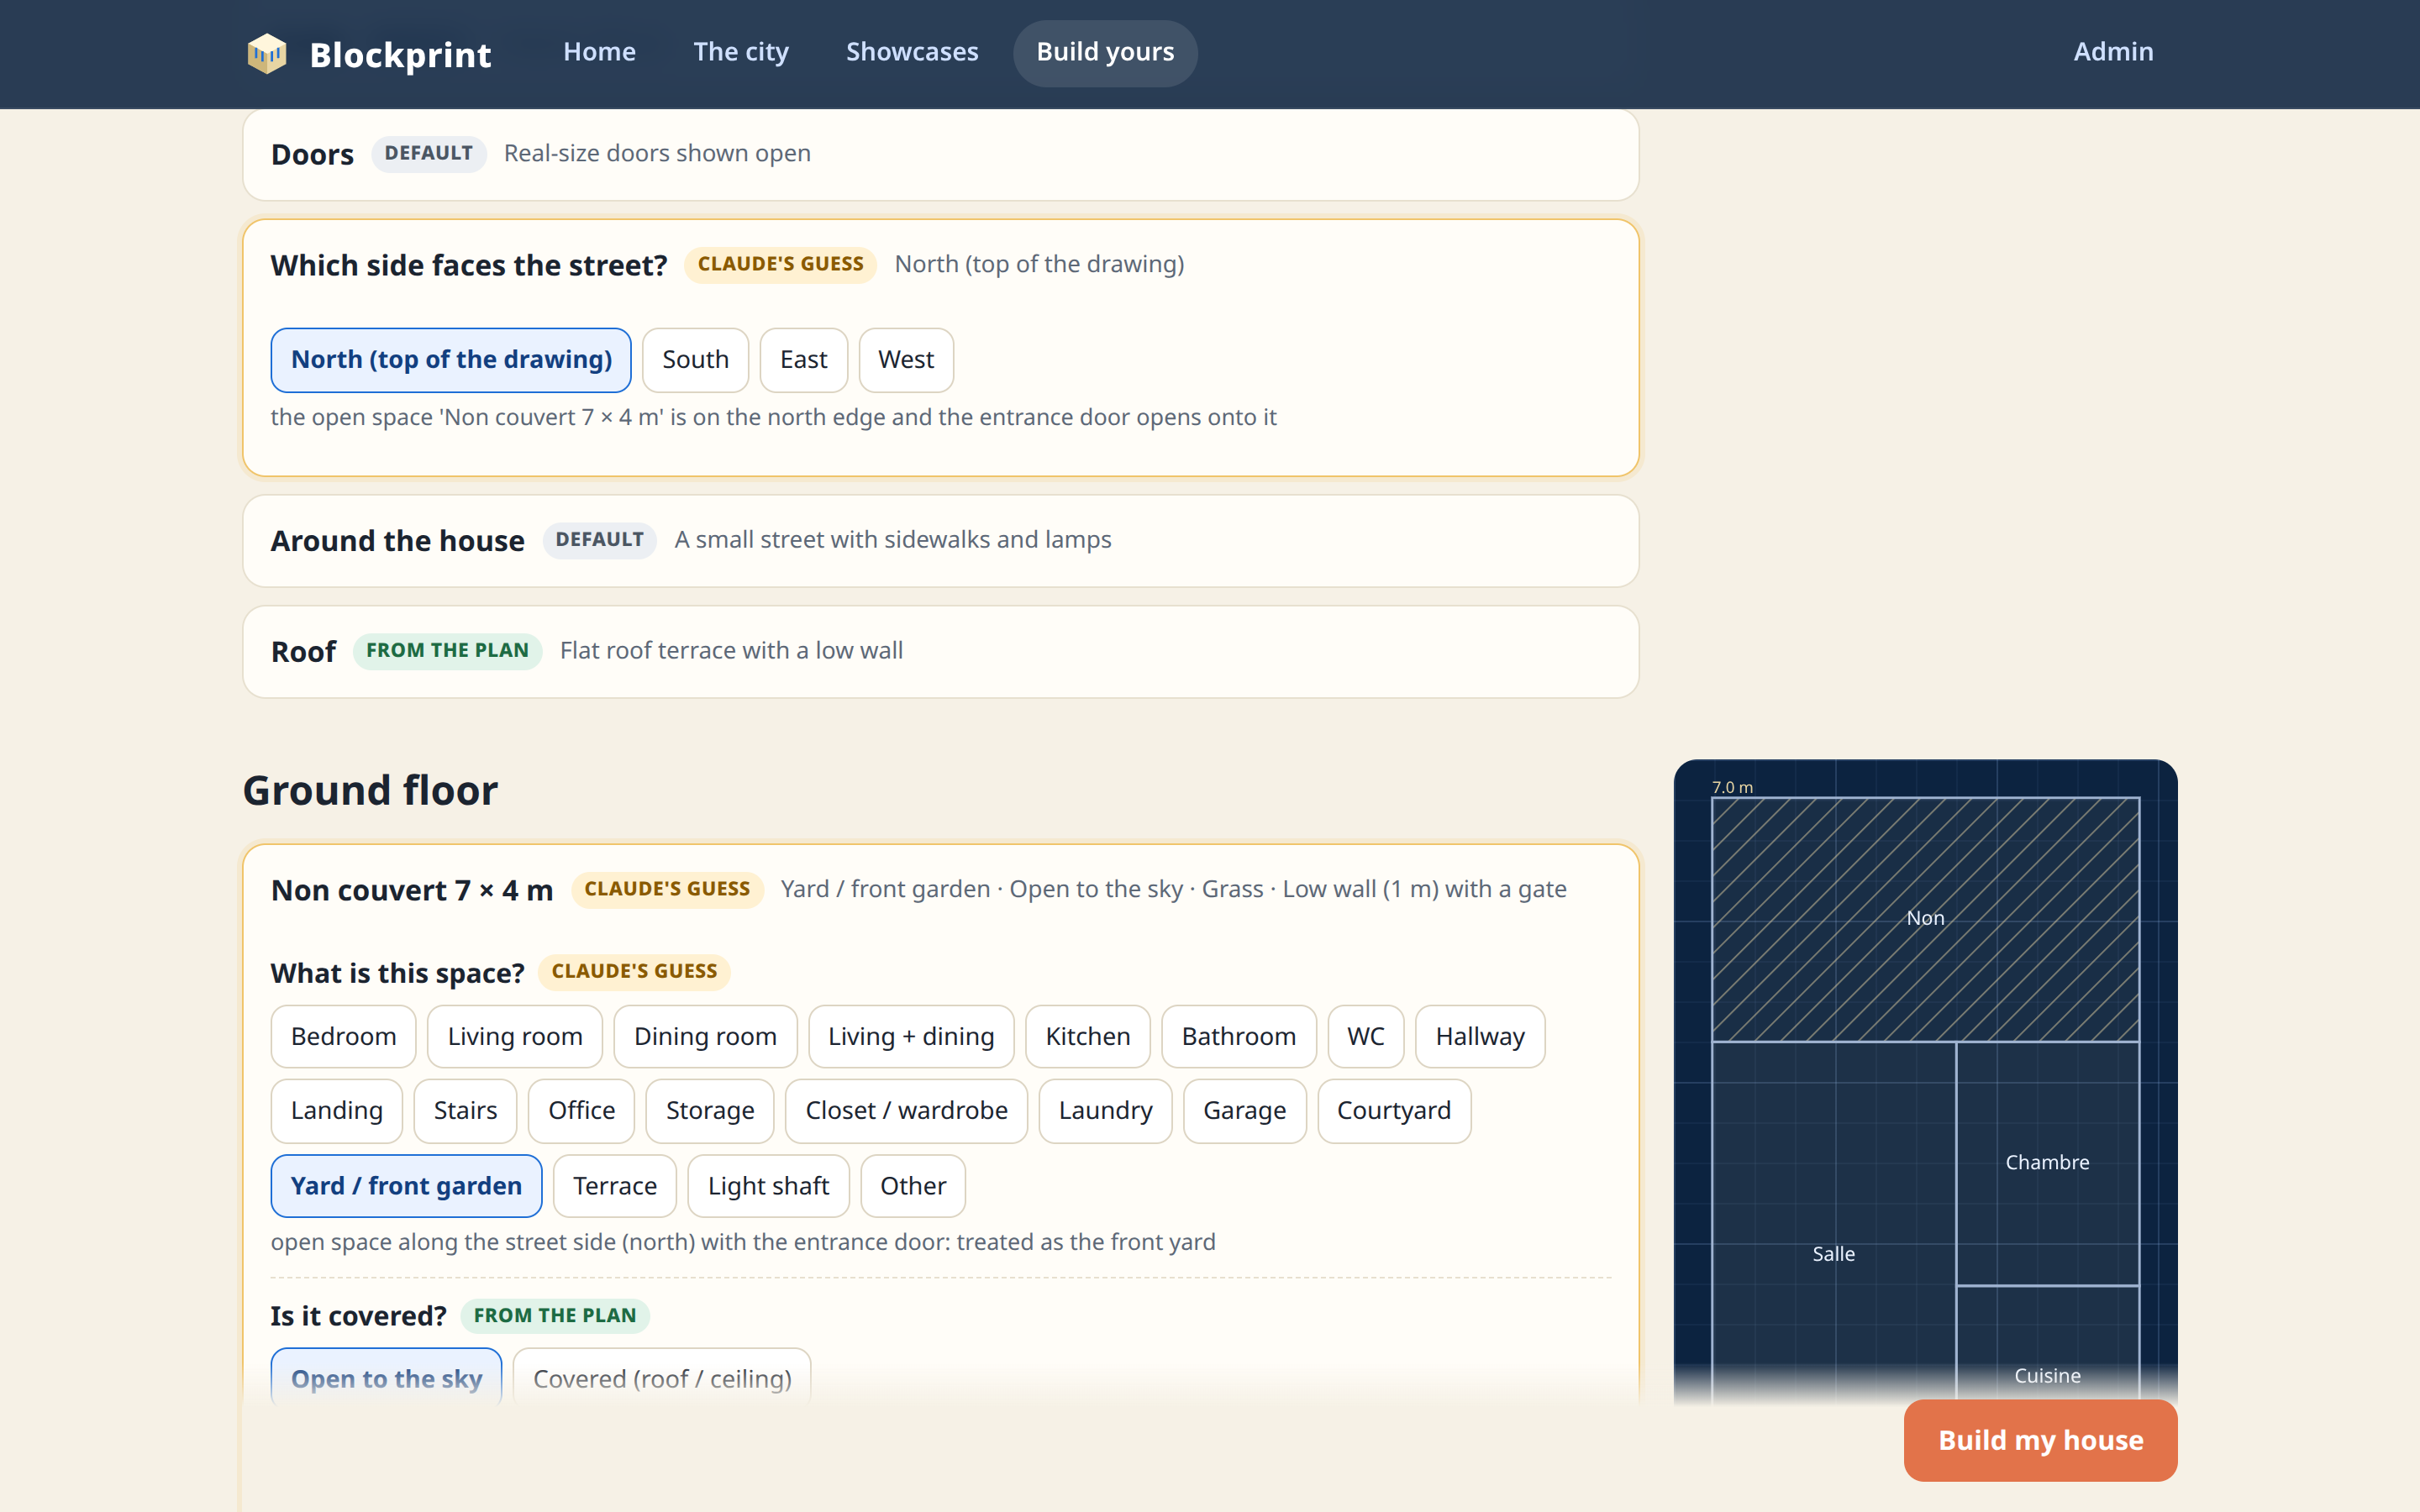 Blockprint Home The city Showcases Build yours Admin
Doors DEFAULT Real-size doors shown open
Which side faces the street? CLAUDE'S GUESS North (top of the drawing)
North (top of the drawing) South East West
the open space 'Non couvert 7 × 4 m' is on the north edge and the entrance door opens onto it
Around the house DEFAULT A small street with sidewalks and lamps
Roof FROM THE PLAN Flat roof terrace with a low wall
Ground floor
Non couvert 7 × 4 m CLAUDE'S GUESS Yard / front garden · Open to the sky · Grass · Low wall (1 m) with a gate
What is this space? CLAUDE'S GUESS
Bedroom Living room Dining room Living + dining Kitchen Bathroom WC Hallway
Landing Stairs Office Storage Closet / wardrobe Laundry Garage Courtyard
Yard / front garden Terrace Light shaft Other
open space along the street side (north) with the entrance door: treated as the front yard
Is it covered? FROM THE PLAN
Open to the sky Covered (roof / ceiling)
7.0 m
Non
Chambre
Salle
Cuisine
Build my house